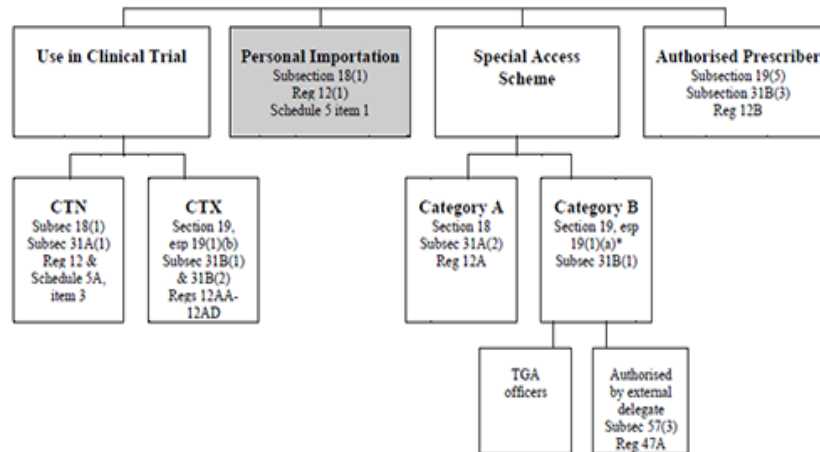 Use in Clinical Trial
Personal Importation
Subsection 18(1)
Reg 12(1)
Schedule 5 item 1
Special Access
Scheme
Authorised Prescriber
Subsection 19(5)
Subsection 31B(3)
Reg 12B
CTN
Subsec 18(1)
Subsec 31A(1)
Reg 12 &
Schedule 5A,
item 3
CTX
Section 19,
esp 19(1)(b)
Subsec 31B(1)
& 31B(2)
Regs 12AA-
12AD
Category A
Section 18
Subsec 31A(2)
Reg 12A
Category B
Section 19, esp
19(1)(a)*
Subsec 31B(1)
TGA
officers
Authorised
by external
delegate
Subsec 57(3)
Reg 47A